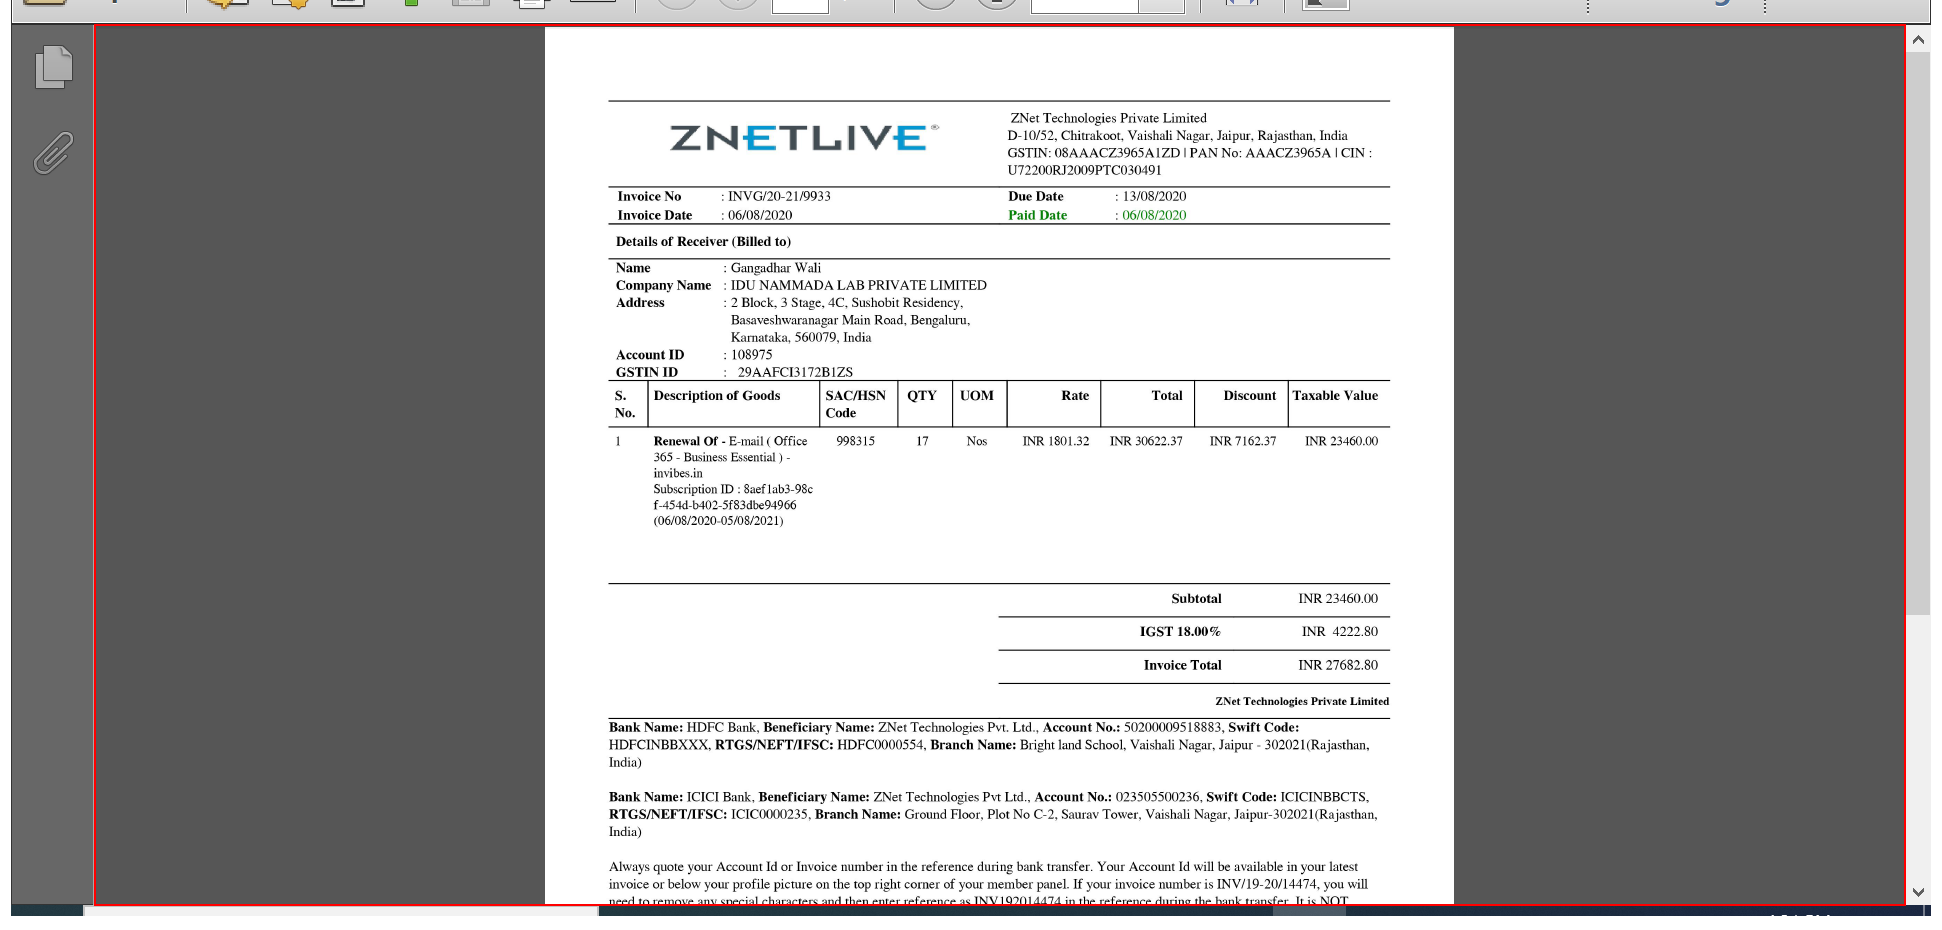 ZNETLIVE®
ZNet Technologies Private Limited
D-10/52, Chitrakoot, Vaishali Nagar, Jaipur, Rajasthan, India
GSTIN: 08AAACZ3965A1ZD | PAN No: AAACZ3965A | CIN :
U72200RJ2009PTC030491
Invoice No : INVG/20-21/9933 Due Date : 13/08/2020
Invoice Date : 06/08/2020 Paid Date : 06/08/2020
Details of Receiver (Billed to)
Name : Gangadhar Wali
Company Name : IDU NAMMADA LAB PRIVATE LIMITED
Address : 2 Block, 3 Stage, 4C, Sushobit Residency,
Basaveshwaranagar Main Road, Bengaluru,
Karnataka, 560079, India
Account ID : 108975
GSTIN ID : 29AAFCI3172B1ZS
S. Description of Goods SAC/HSN QTY UOM Rate Total Discount Taxable Value
No. Code
1 Renewal Of - E-mail ( Office 998315 17 Nos INR 1801.32 INR 30622.37 INR 7162.37 INR 23460.00
365 - Business Essential ) -
invibes.in
Subscription ID : 8aef1ab3-98c
f-454d-b402-5f83dbe94966
(06/08/2020-05/08/2021)
Subtotal INR 23460.00
IGST 18.00% INR 4222.80
Invoice Total INR 27682.80
ZNet Technologies Private Limited
Bank Name: HDFC Bank, Beneficiary Name: ZNet Technologies Pvt. Ltd., Account No.: 50200009518883, Swift Code:
HDFCINBBXXX, RTGS/NEFT/IFSC: HDFC0000554, Branch Name: Bright land School, Vaishali Nagar, Jaipur - 302021(Rajasthan,
India)
Bank Name: ICICI Bank, Beneficiary Name: ZNet Technologies Pvt Ltd., Account No.: 023505500236, Swift Code: ICICINBBCTS,
RTGS/NEFT/IFSC: ICIC0000235, Branch Name: Ground Floor, Plot No C-2, Saurav Tower, Vaishali Nagar, Jaipur-302021(Rajasthan,
India)
Always quote your Account Id or Invoice number in the reference during bank transfer. Your Account Id will be available in your latest
invoice or below your profile picture on the top right corner of your member panel. If your invoice number is INV/19-20/14474, you will
need to remove any special characters and then enter reference as INV192014474 in the reference during the bank transfer. It is NOT